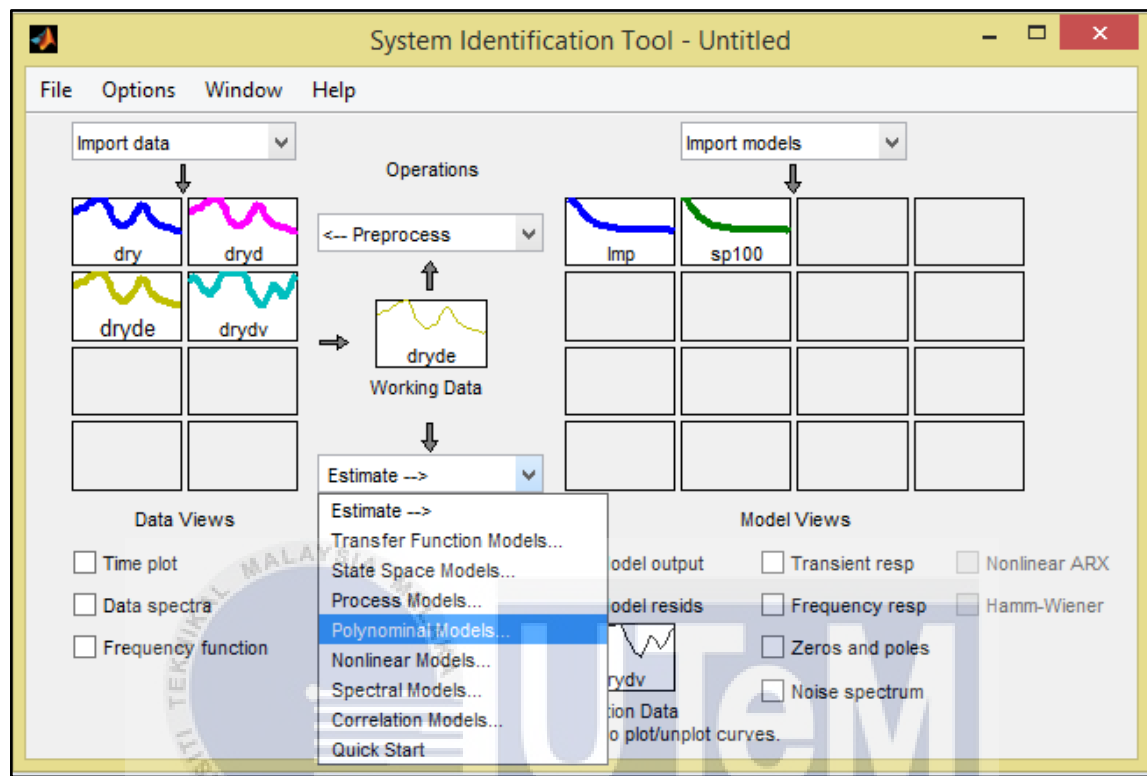 System Identification Tool - Untitled
File Options Window Help
Import data
Import models
Operations
dry
dryd
<-- Preprocess
Imp
sp100
dryde
drydv
dryde
Working Data
Estimate -->
Estimate -->
Transfer Function Models...
State Space Models...
Process Models...
Polynominal Models...
Nonlinear Models...
Spectral Models...
Correlation Models...
Quick Start
Data Views
Time plot
Data spectra
Frequency function
Model Views
odel output
Transient resp
Nonlinear ARX
odel resids
Frequency resp
Hamm-Wiener
Zeros and poles
rydv
Noise spectrum
tion Data
o plot/unplot curves.
SITI TEKNIKAL MALAYSIA
UTeM